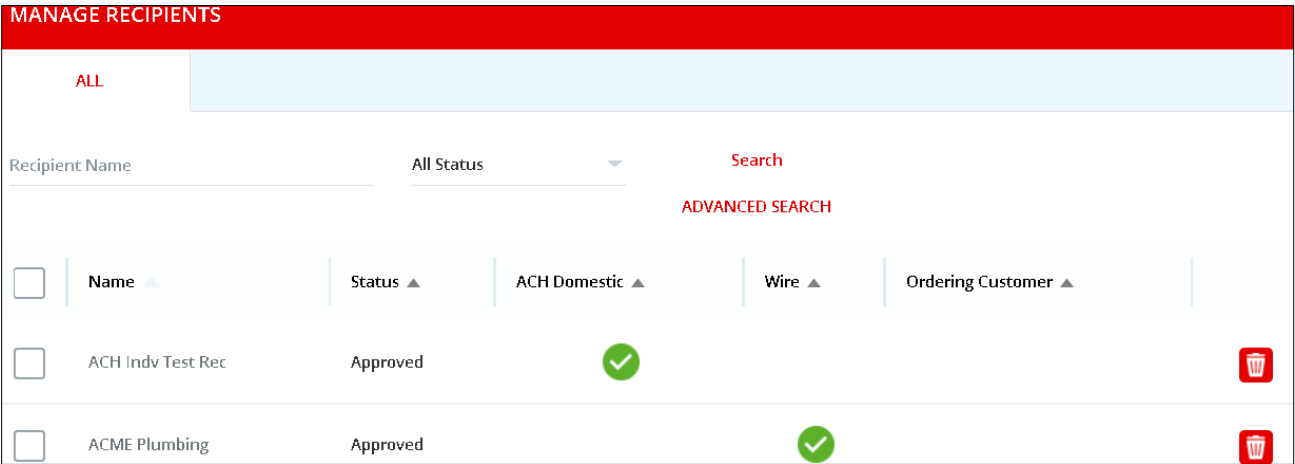 MANAGE RECIPIENTS
ALL
Recipient Name All Status Search
ADVANCED SEARCH
Name Status ACH Domestic Wire Ordering Customer
ACH Indv Test Rec Approved
ACME Plumbing Approved